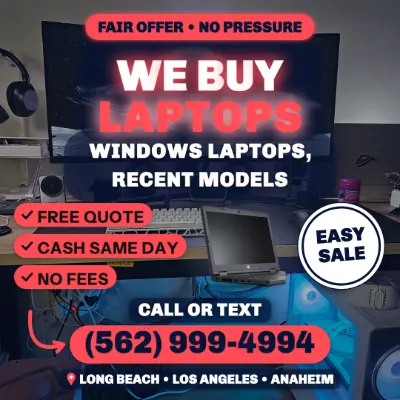 FAIR OFFER • NO PRESSURE
WE BUY
LAPTOPS
WINDOWS LAPTOPS,
RECENT MODELS
FREE QUOTE
CASH SAME DAY
NO FEES
EASY
SALE
CALL OR TEXT
(562) 999-4994
LONG BEACH • LOS ANGELES • ANAHEIM